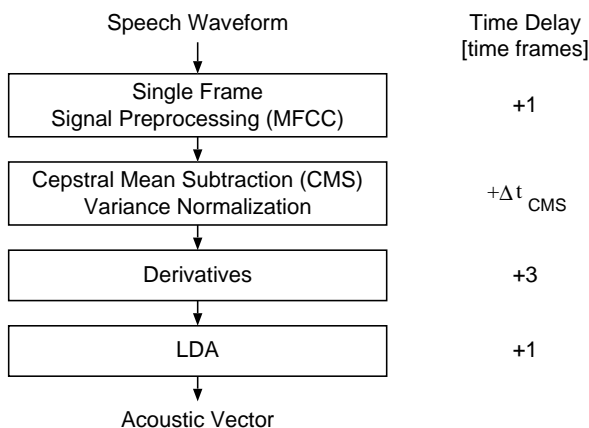 Speech Waveform
Time Delay
[time frames]
Single Frame
Signal Preprocessing (MFCC)
+1
Cepstral Mean Subtraction (CMS)
Variance Normalization
+Δ t CMS
Derivatives
+3
LDA
+1
Acoustic Vector